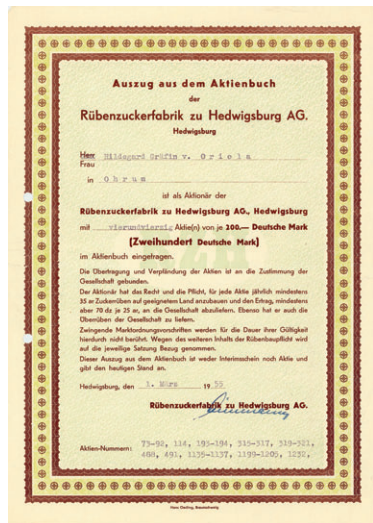 Auszug aus dem Aktienbuch
der
Rübenzuckerfabrik zu Hedwigsburg AG.
Hedwigsburg
Herr Hildegard Gräfin v. Oriola
Frau
in Ohrum
ist als Aktionär der
Rübenzuckerfabrik zu Hedwigsburg AG., Hedwigsburg
mit vierundvierzig Aktie(n) von je 200.— Deutsche Mark
(Zweihundert Deutsche Mark)
im Aktienbuch eingetragen.
Die Übertragung und Verpfändung der Aktien ist an die Zustimmung der
Gesellschaft gebunden.
Der Aktionär hat das Recht und die Pflicht, für jede Aktie jährlich mindestens
35 ar Zuckerrüben auf geeignetem Land anzubauen und den Ertrag, mindestens
aber 70 dz je 25 ar, an die Gesellschaft abzuliefern. Ebenso hat er auch die
Überrüben der Gesellschaft zu liefern.
Zwingende Marktordnungsvorschriften werden für die Dauer ihrer Gültigkeit
hierdurch nicht berührt. Wegen des weiteren Inhalts der Rübenbaupflicht wird
auf die jeweilige Satzung Bezug genommen.
Dieser Auszug aus dem Aktienbuch ist weder Interimsschein noch Aktie und
gibt den heutigen Stand an.
Hedwigsburg, den 1. März 1955
Rübenzuckerfabrik zu Hedwigsburg AG.
Aktien-Nummern: 73-92, 114, 193-194, 315-317, 319-321,
488, 491, 1135-1137, 1199-1205, 1232,